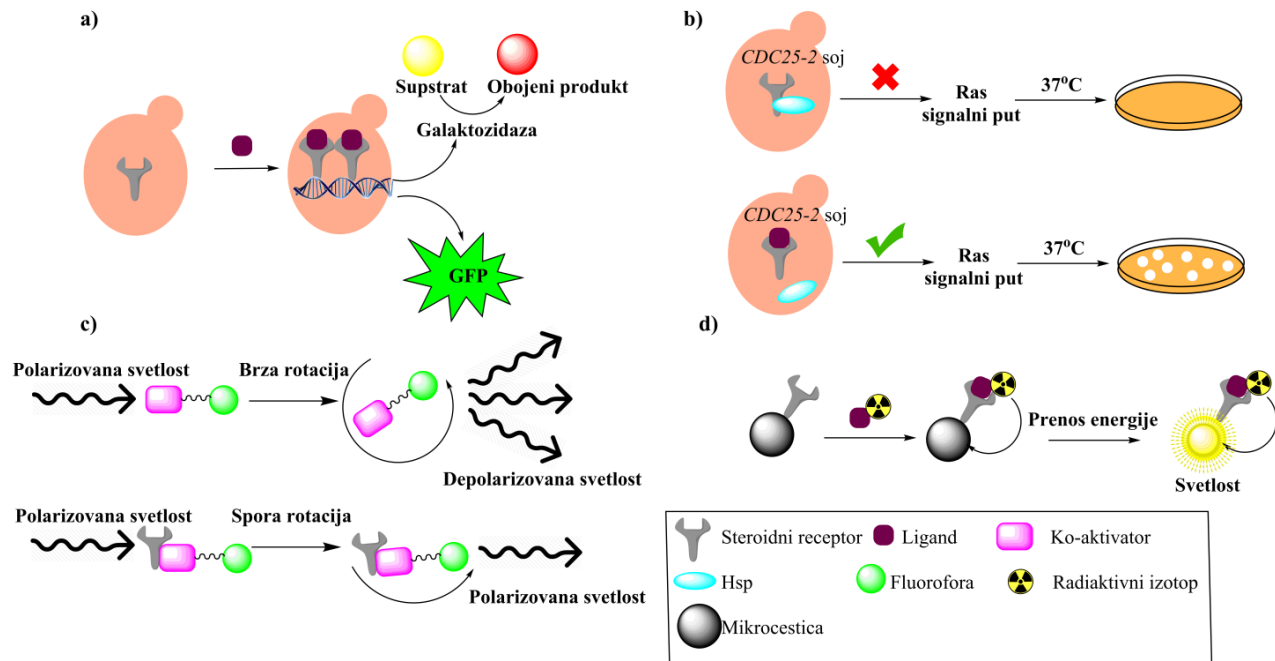 a)
Supstrat
Obojeni produkt
Galaktozidaza
GFP
b)
CDC25-2 soj
Ras
signalni put
37°C
CDC25-2 soj
Ras
signalni put
37°C
c)
Polarizovana svetlost
Brza rotacija
Depolarizovana svetlost
Polarizovana svetlost
Spora rotacija
Polarizovana svetlost
d)
Prenos energije
Svetlost
Steroidni receptor
Ligand
Ko-aktivator
Hsp
Fluorofora
Radiaktivni izotop
Mikrocestica